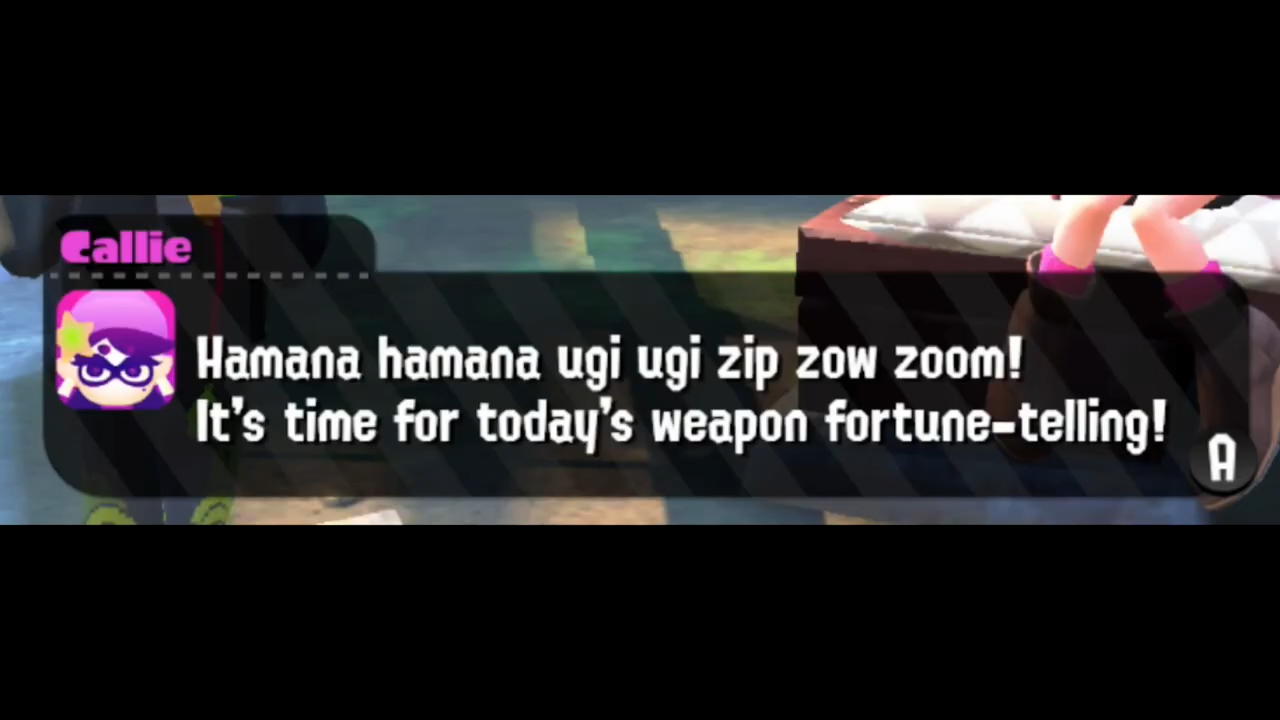 Callie
Hamana hamana ugi ugi zip zow zoom!
It's time for today's weapon fortune-telling!
A